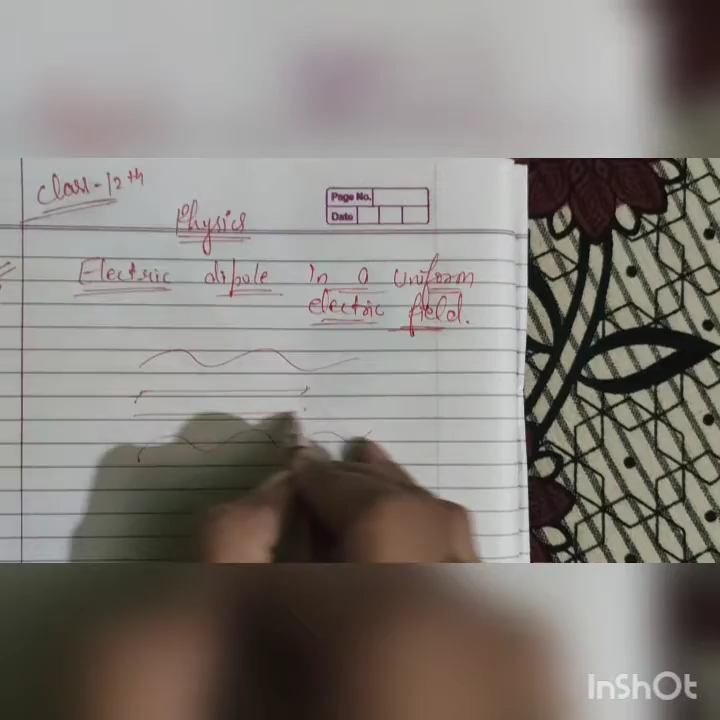 Class-12th
Page No.
Date
Physics
Electric dipole in a uniform
electric field.
InShOt